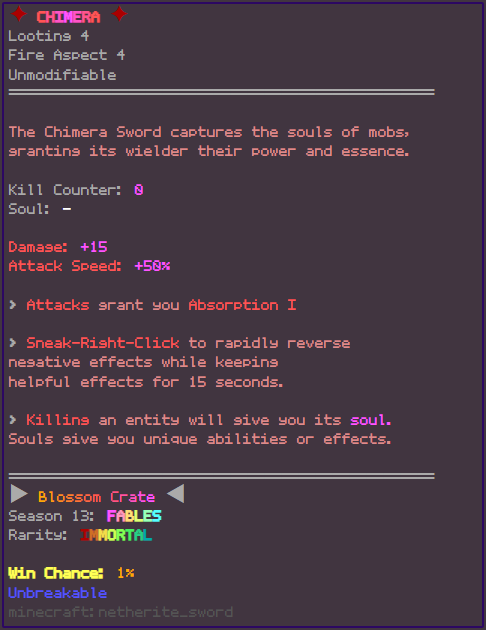 ✦ CHIMERA ✦
Looting 4
Fire Aspect 4
Unmodifiable
The Chimera Sword captures the souls of mobs,
granting its wielder their power and essence.
Kill Counter: 0
Soul: -
Damage: +15
Attack Speed: +50%
> Attacks grant you Absorption I
> Sneak-Right-Click to rapidly reverse
negative effects while keeping
helpful effects for 15 seconds.
> Killing an entity will give you its soul.
Souls give you unique abilities or effects.
▶ Blossom Crate ◀
Season 13: FABLES
Rarity: IMMORTAL
Win Chance: 1%
Unbreakable
minecraft:netherite_sword